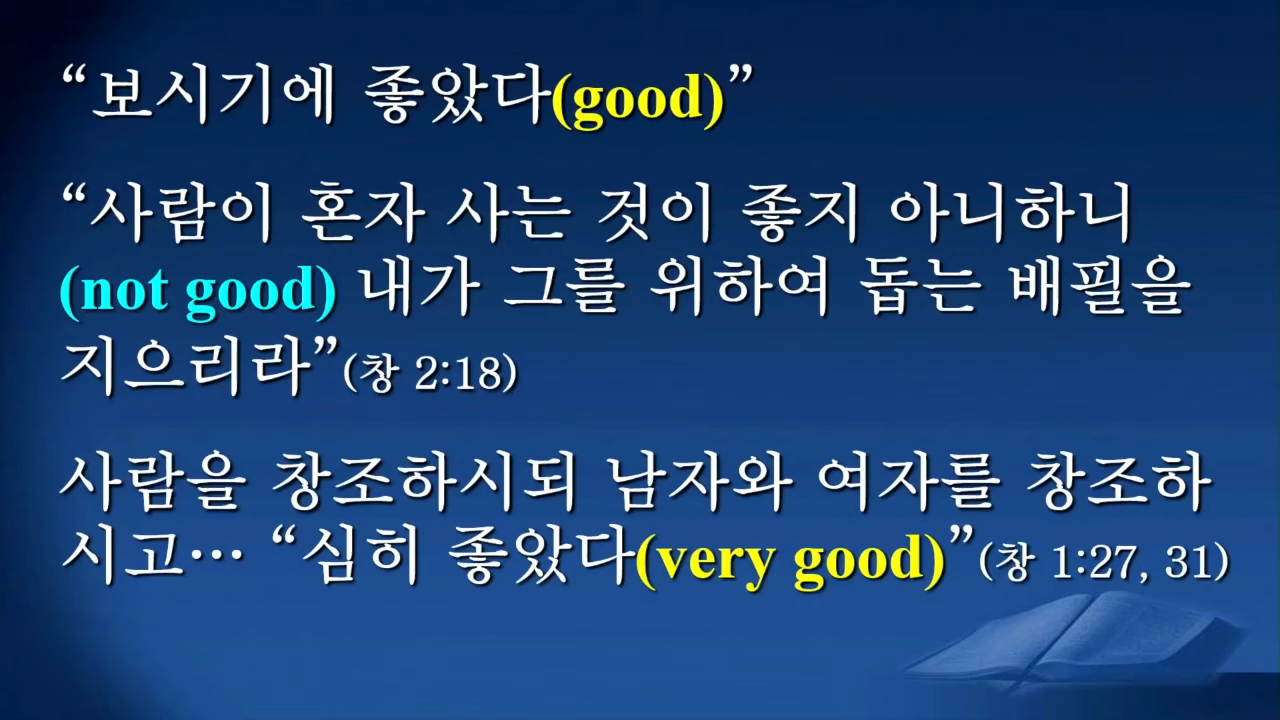 “보시기에 좋았다(good)”
“사람이 혼자 사는 것이 좋지 아니하니
(not good) 내가 그를 위하여 돕는 배필을
지으리라”(창 2:18)
사람을 창조하시되 남자와 여자를 창조하
시고… “심히 좋았다(very good)”(창 1:27, 31)